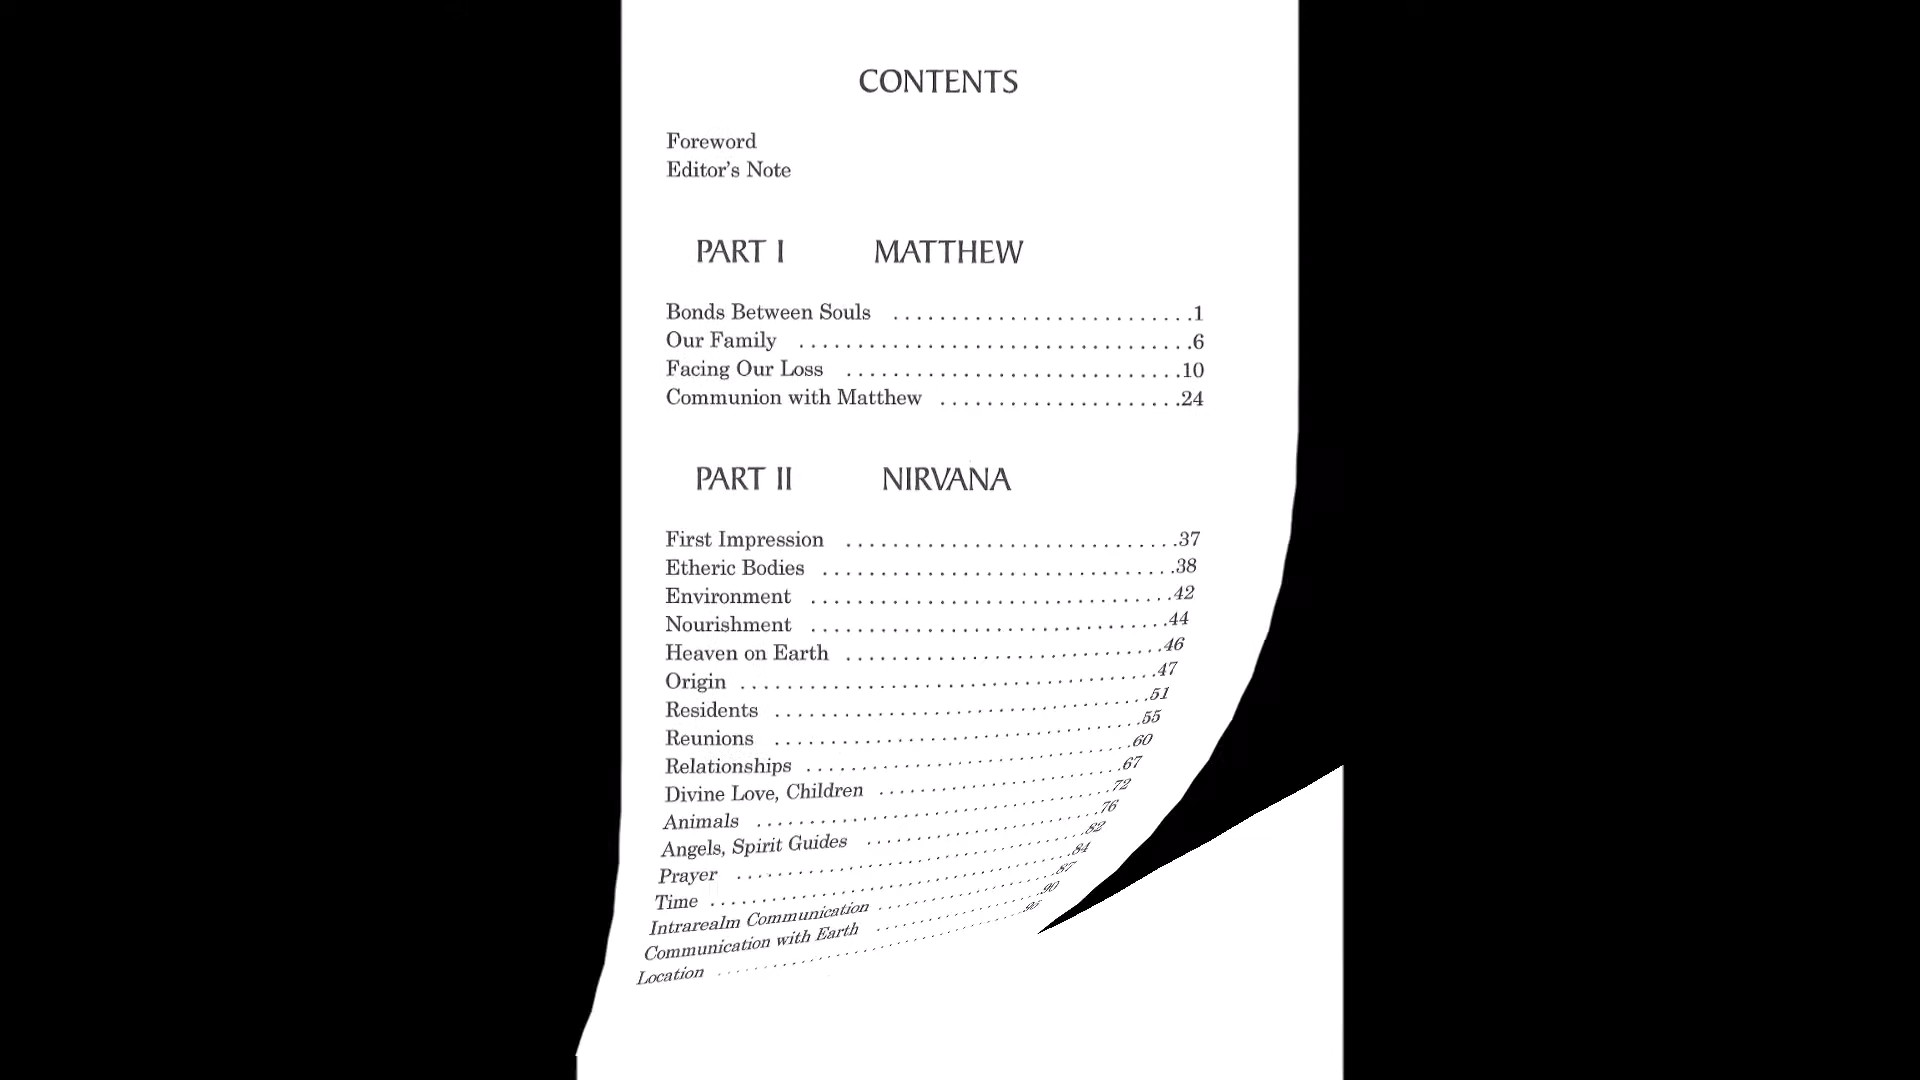 CONTENTS
Foreword
Editor's Note
PART I MATTHEW
Bonds Between Souls ..........................1
Our Family ..................................6
Facing Our Loss .............................10
Communion with Matthew .....................24
PART II NIRVANA
First Impression .............................37
Etheric Bodies ..............................38
Environment ...............................42
Nourishment ...............................44
Heaven on Earth ...........................46
Origin ....................................47
Residents ................................51
Reunions ................................55
Relationships ............................60
Divine Love, Children .....................67
Animals ...............................72
Angels, Spirit Guides ....................76
Prayer ..............................82
Time ...............................84
Intrarealm Communication ................87
Communication with Earth ...............90
Location ...........................95